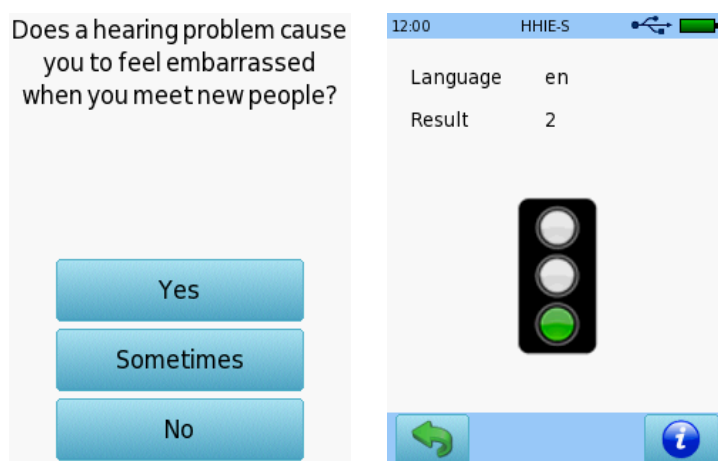 Does a hearing problem cause
you to feel embarrassed
when you meet new people?
Yes
Sometimes
No
12:00 HHIE-S
Language en
Result 2
i